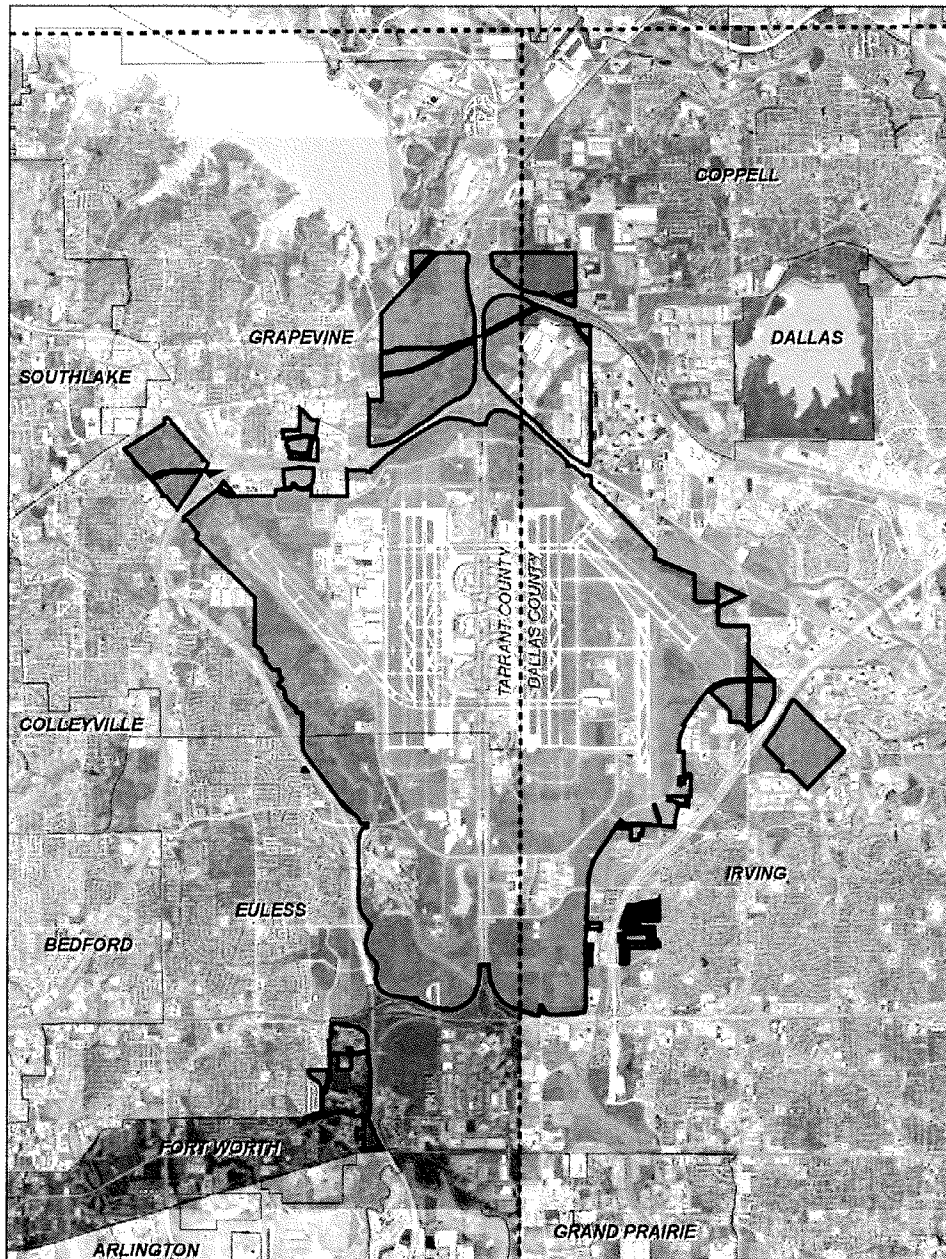 COPPELL
GRAPEVINE
DALLAS
SOUTHLAKE
TARRANT COUNTY
DALLAS COUNTY
COLLEYVILLE
IRVING
EULESS
BEDFORD
FORT WORTH
GRAND PRAIRIE
ARLINGTON